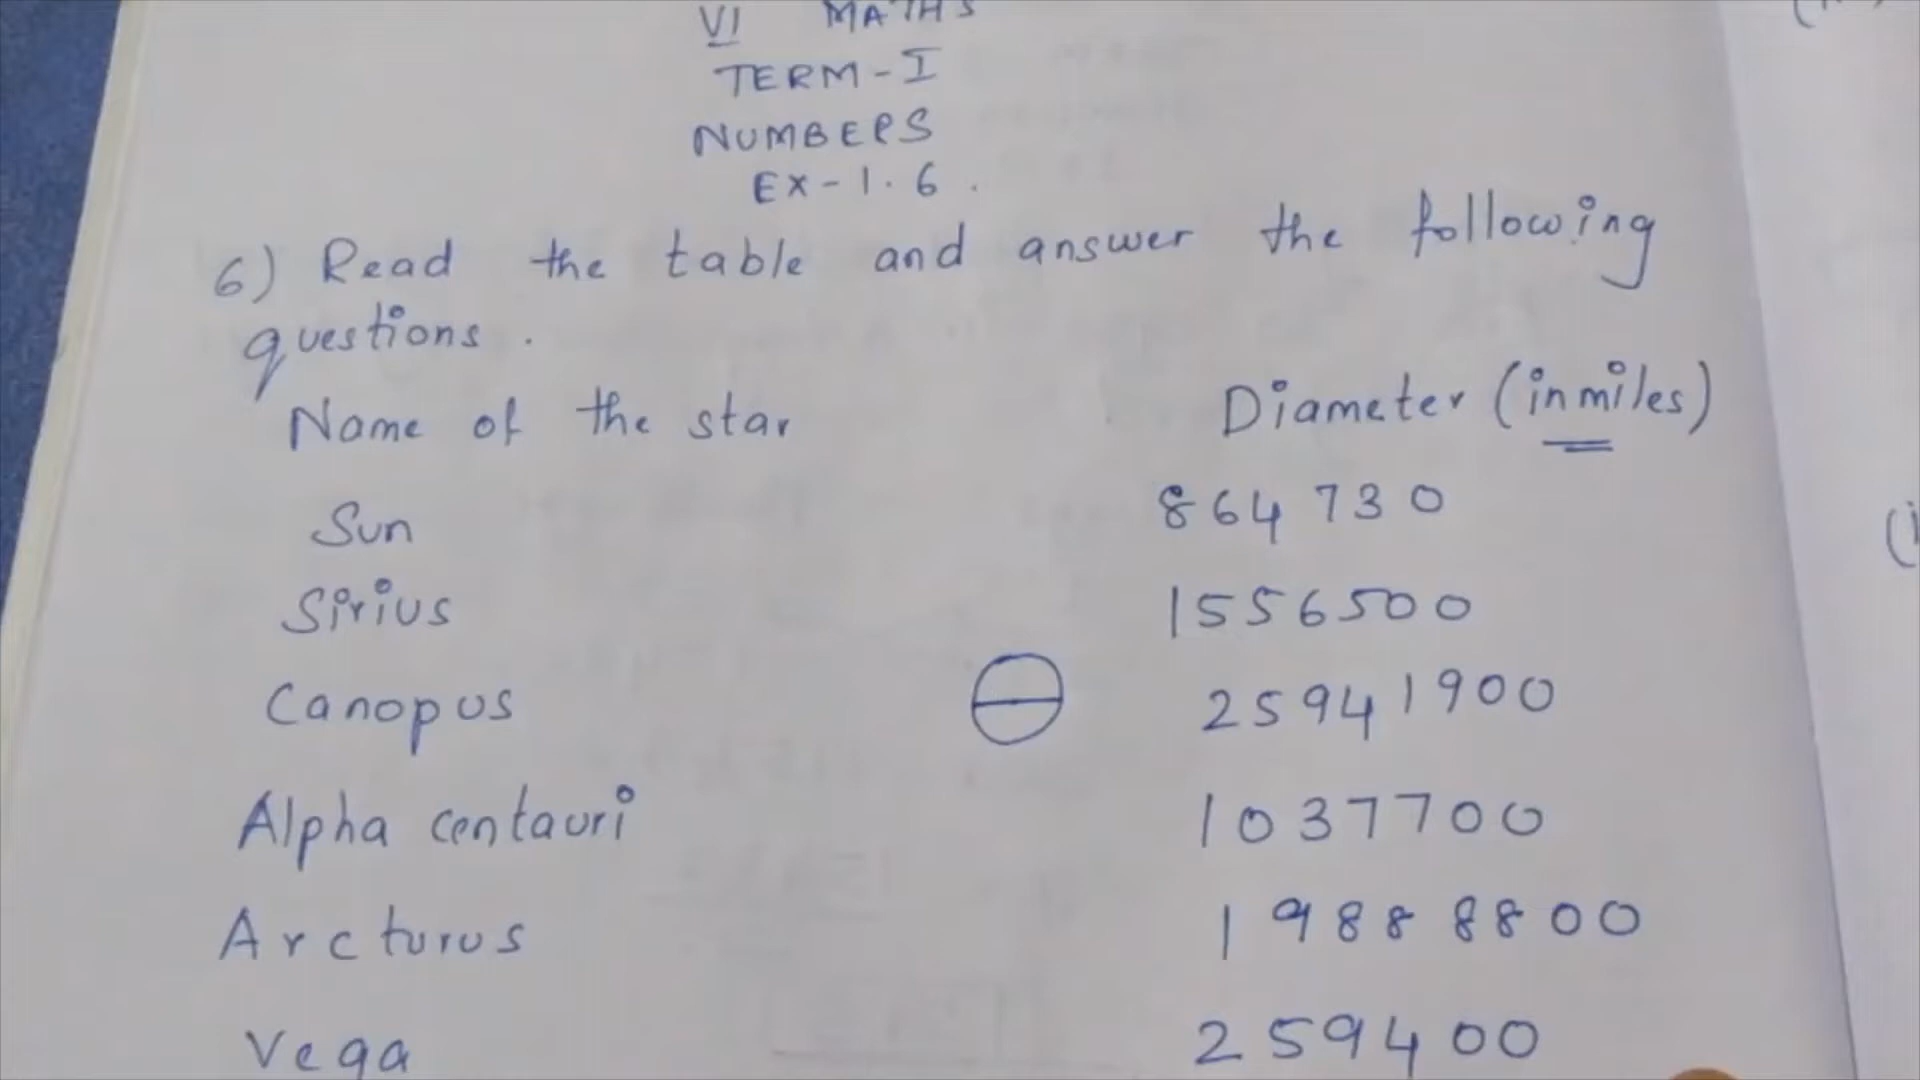 VI MATHS
TERM-I
NUMBERS
EX-1.6.
6) Read the table and answer the following
questions.
Name of the star Diameter (in miles)
Sun 864730
Sirius 1556500
Canopus 25941900
Alpha centauri 1037700
Arcturus 19888800
Vega 259400